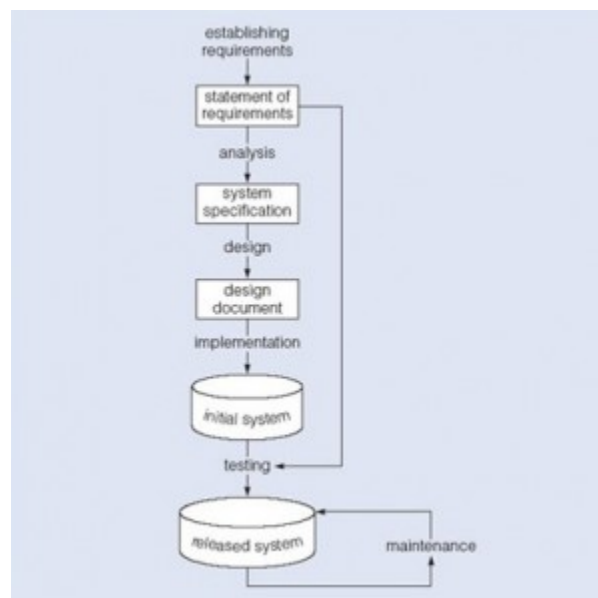 establishing
requirements
statement of
requirements
analysis
system
specification
design
design
document
implementation
initial system
testing
released system
maintenance